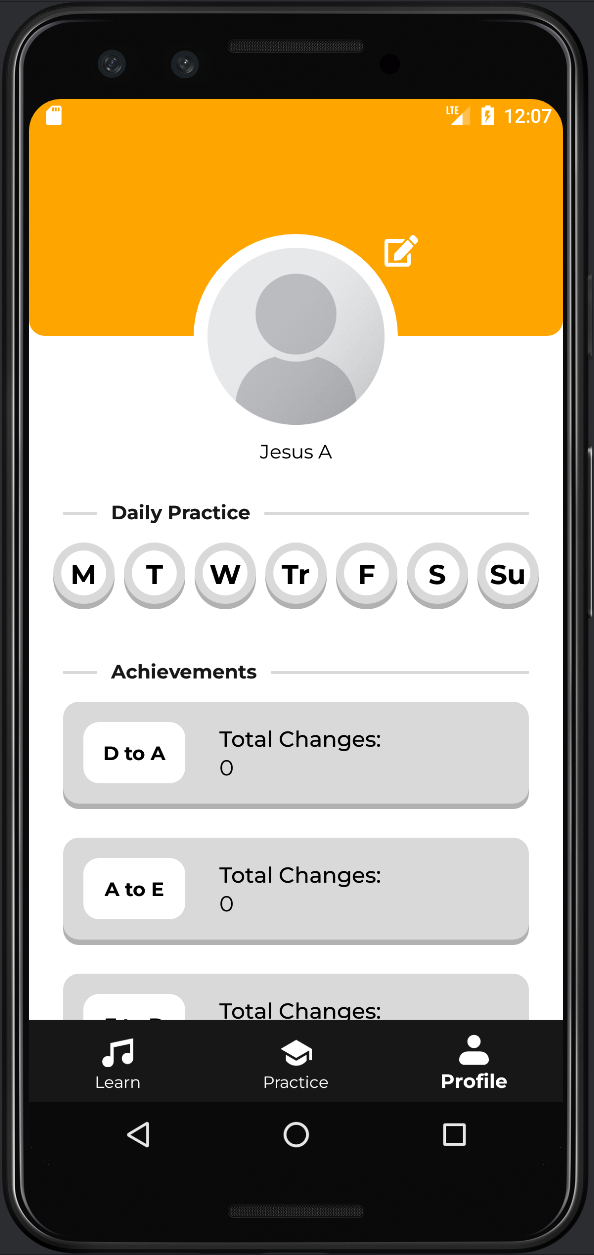 LTE 12:07
Jesus A
Daily Practice
M T W Tr F S Su
Achievements
D to A
Total Changes:
0
A to E
Total Changes:
0
Total Changes:
Learn Practice Profile